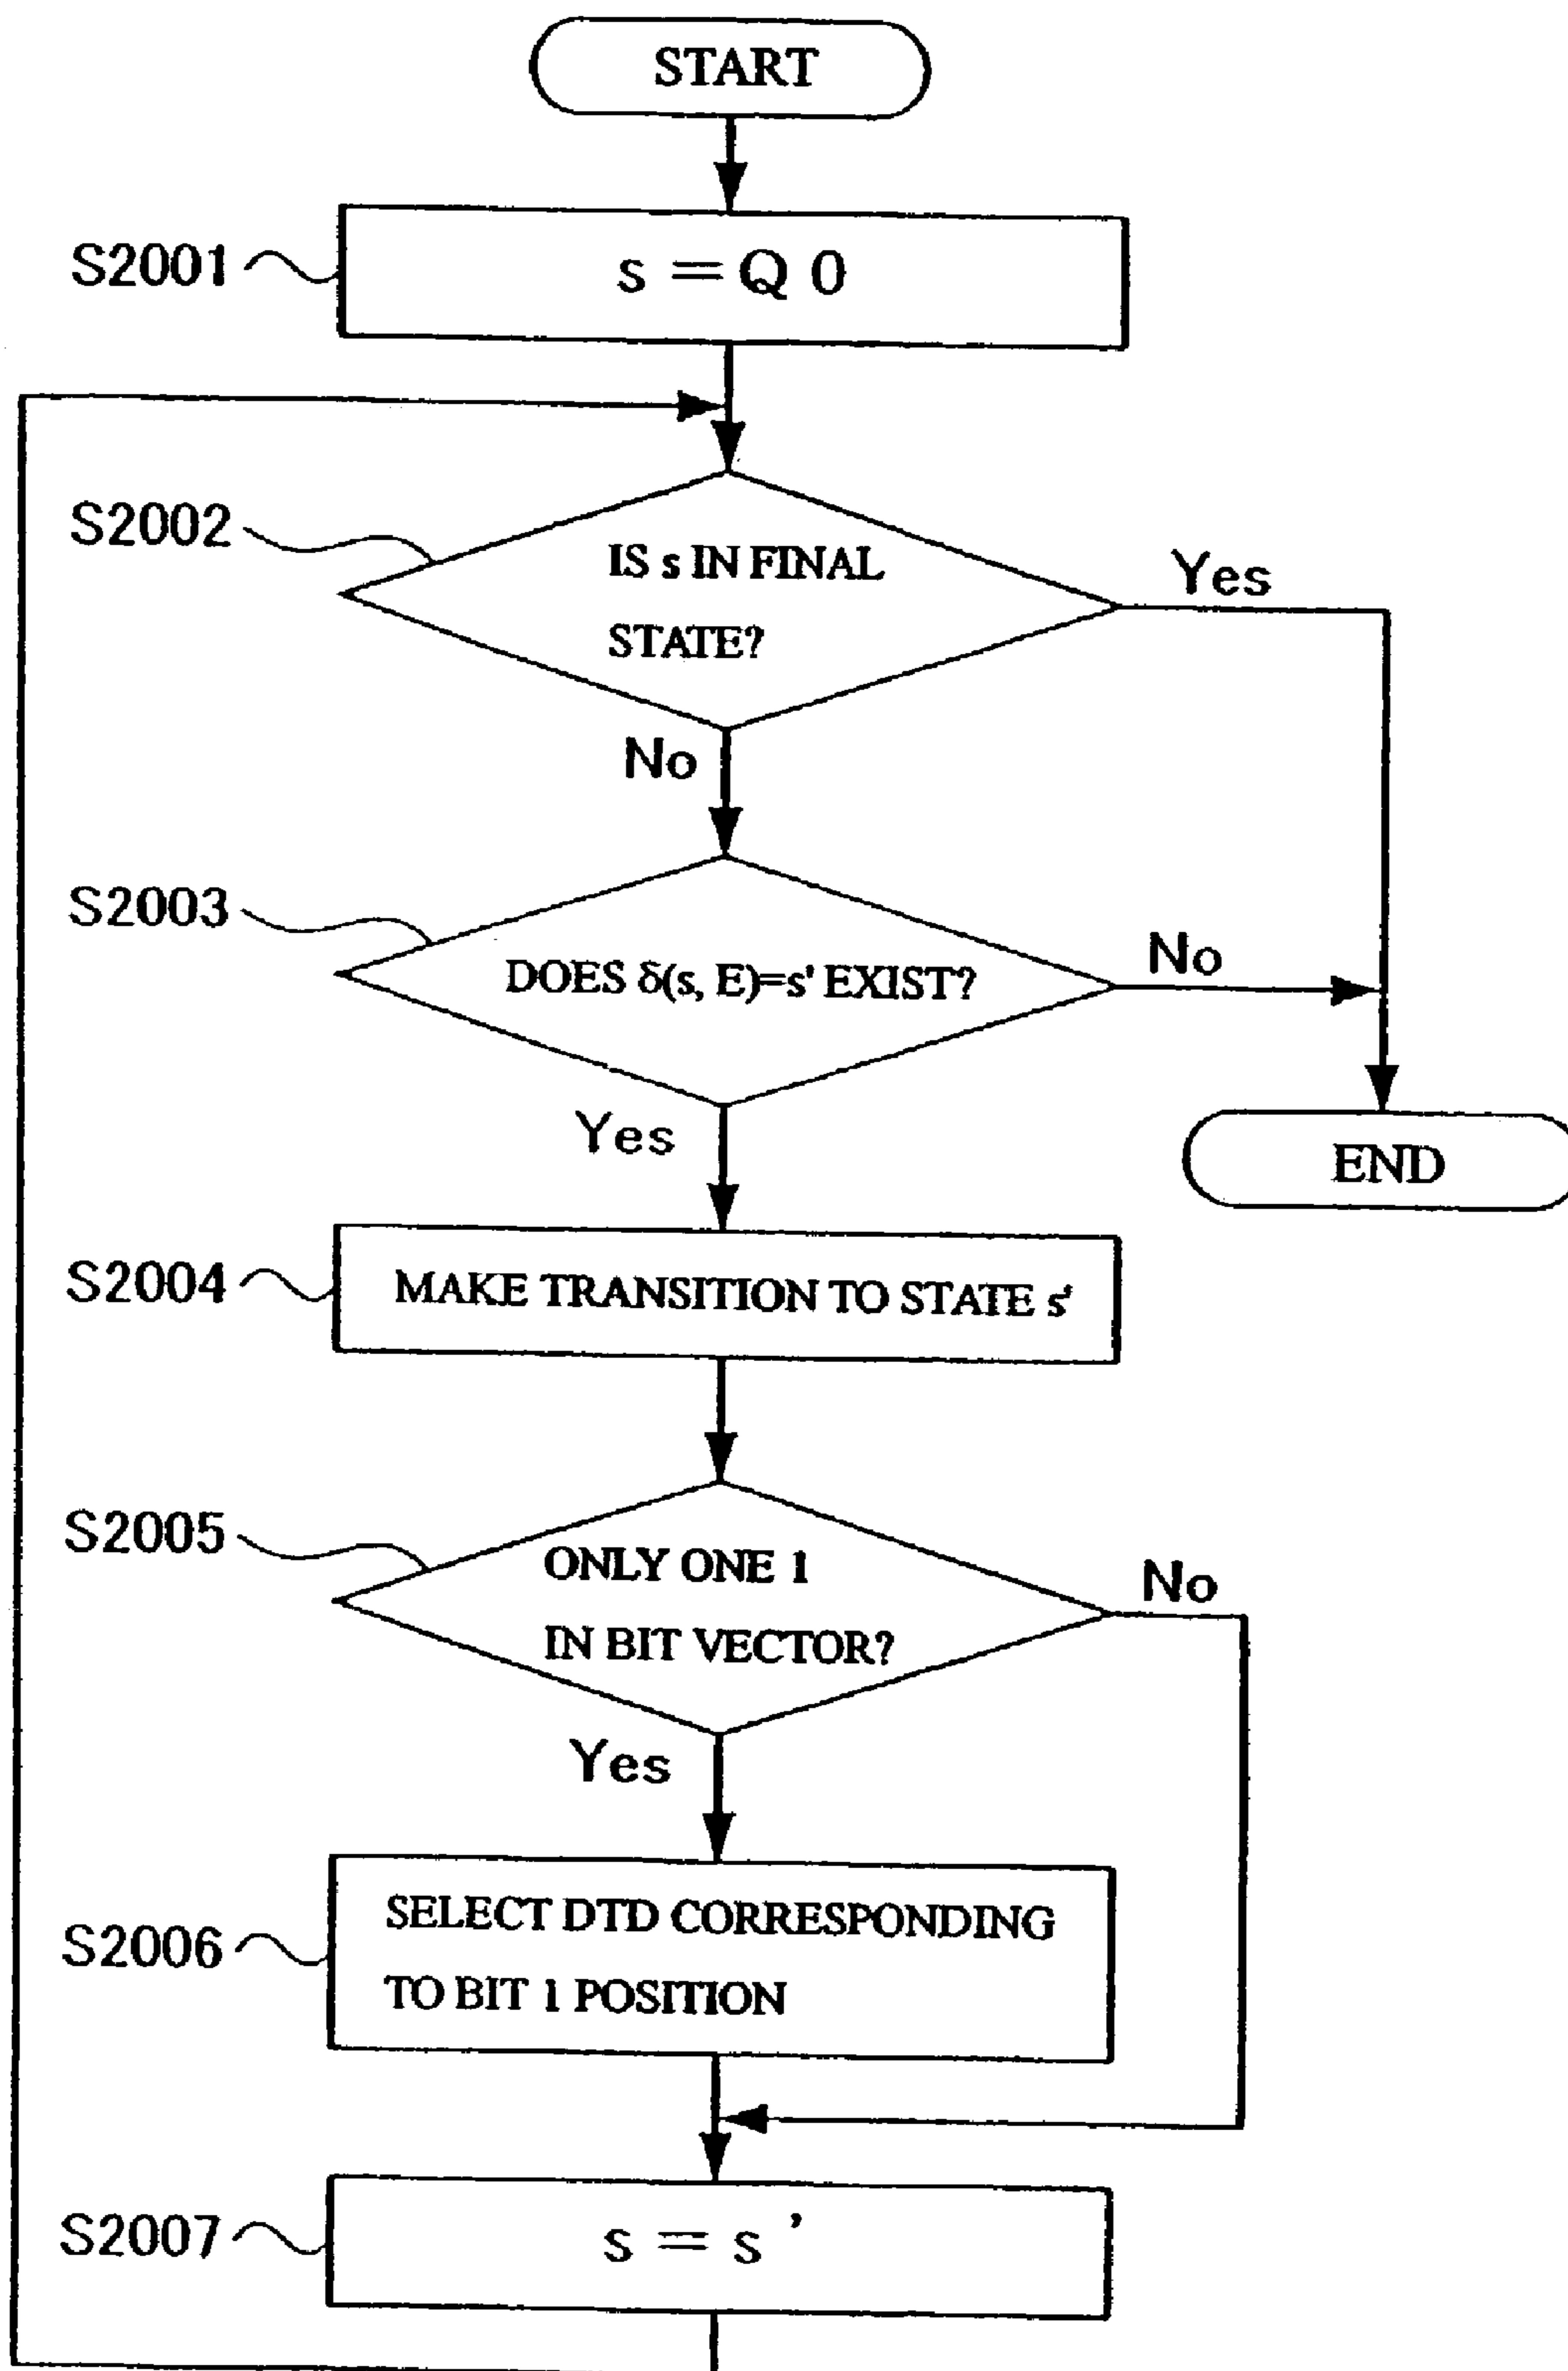 START
S2001
s = Q 0
S2002
IS s IN FINAL
STATE?
Yes
No
S2003
DOES δ(s, E)=s' EXIST?
No
Yes
END
S2004
MAKE TRANSITION TO STATE s'
S2005
ONLY ONE 1
IN BIT VECTOR?
No
Yes
S2006
SELECT DTD CORRESPONDING
TO BIT 1 POSITION
S2007
s = s '